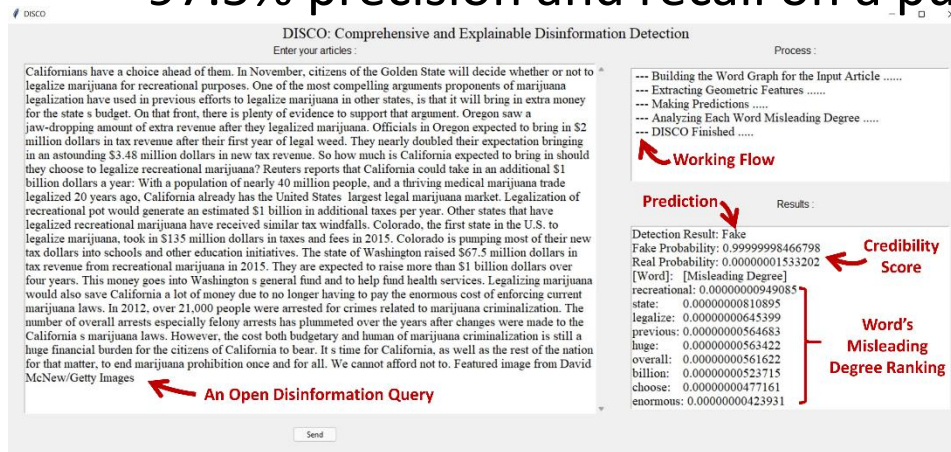 97.5% precision and recall on a pu
DISCO
DISCO: Comprehensive and Explainable Disinformation Detection
Enter your articles :
Californians have a choice ahead of them. In November, citizens of the Golden State will decide whether or not to
legalize marijuana for recreational purposes. One of the most compelling arguments proponents of marijuana
legalization have used in previous efforts to legalize marijuana in other states, is that it will bring in extra money
for the state s budget. On that front, there is plenty of evidence to support that argument. Oregon saw a
jaw-dropping amount of extra revenue after they legalized marijuana. Officials in Oregon expected to bring in $2
million dollars in tax revenue after their first year of legal weed. They nearly doubled their expectation bringing
in an astounding $3.48 million dollars in new tax revenue. So how much is California expected to bring in should
they choose to legalize recreational marijuana? Reuters reports that California could take in an additional $1
billion dollars a year: With a population of nearly 40 million people, and a thriving medical marijuana trade
legalized 20 years ago, California already has the United States largest legal marijuana market. Legalization of
recreational pot would generate an estimated $1 billion in additional taxes per year. Other states that have
legalized recreational marijuana have received similar tax windfalls. Colorado, the first state in the U.S. to
legalize marijuana, took in $135 million dollars in taxes and fees in 2015. Colorado is pumping most of their new
tax dollars into schools and other education initiatives. The state of Washington raised $67.5 million dollars in
tax revenue from recreational marijuana in 2015. They are expected to raise more than $1 billion dollars over
four years. This money goes into Washington s general fund and to help fund health services. Legalizing marijuana
would also save California a lot of money due to no longer having to pay the enormous cost of enforcing current
marijuana laws. In 2012, over 21,000 people were arrested for crimes related to marijuana criminalization. The
number of overall arrests especially felony arrests has plummeted over the years after changes were made to the
California s marijuana laws. However, the cost both budgetary and human of marijuana criminalization is still a
huge financial burden for the citizens of California to bear. It s time for California, as well as the rest of the nation
for that matter, to end marijuana prohibition once and for all. We cannot afford not to. Featured image from David
McNew/Getty Images
An Open Disinformation Query
Send
Process :
--- Building the Word Graph for the Input Article ......
--- Extracting Geometric Features ......
--- Making Predictions .....
--- Analyzing Each Word Misleading Degree .....
--- DISCO Finished .....
Working Flow
Prediction
Results :
Detection Result: Fake
Fake Probability: 0.99999998466798
Real Probability: 0.00000001533202
Credibility
Score
[Word]: [Misleading Degree]
recreational: 0.00000000949085
state: 0.00000000810895
legalize: 0.00000000645399
previous: 0.00000000564683
huge: 0.00000000563422
overall: 0.00000000561622
billion: 0.00000000523715
choose: 0.00000000477161
enormous: 0.00000000423931
Word's
Misleading
Degree Ranking